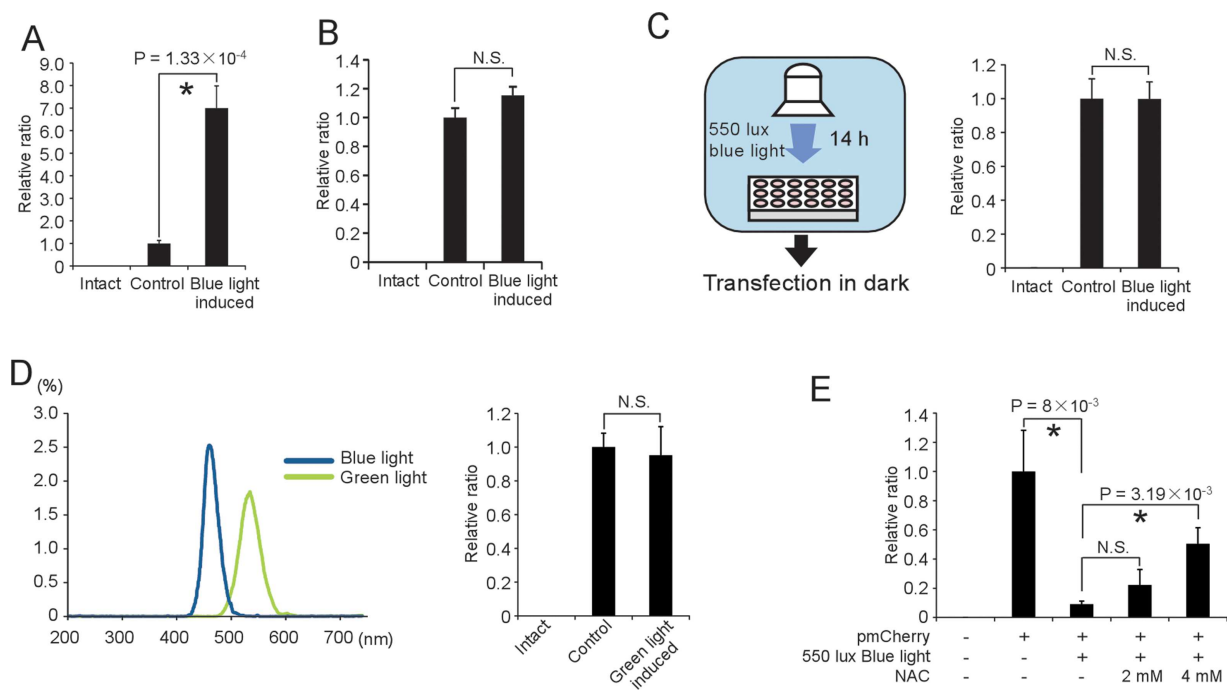 A
P = 1.33×10-4
*
Relative ratio
9.0
8.0
7.0
6.0
5.0
4.0
3.0
2.0
1.0
0
Intact
Control
Blue light
induced
B
N.S.
Relative ratio
1.4
1.2
1.0
0.8
0.6
0.4
0.2
0
Intact
Control
Blue light
induced
C
550 lux
blue light
14 h
Transfection in dark
N.S.
Relative ratio
1.2
1.0
0.8
0.6
0.4
0.2
0
Intact
Control
Blue light
induced
D
(%)
3.0
2.5
2.0
1.5
1.0
0.5
0
200 300 400 500 600 700 (nm)
Blue light
Green light
N.S.
Relative ratio
1.2
1.0
0.8
0.6
0.4
0.2
0
Intact
Control
Green light
induced
E
P = 8×10-3
*
P = 3.19×10-3
*
N.S.
Relative ratio
1.4
1.2
1.0
0.8
0.6
0.4
0.2
0
pmCherry - + + + +
550 lux Blue light - - + + +
NAC - - - 2 mM 4 mM